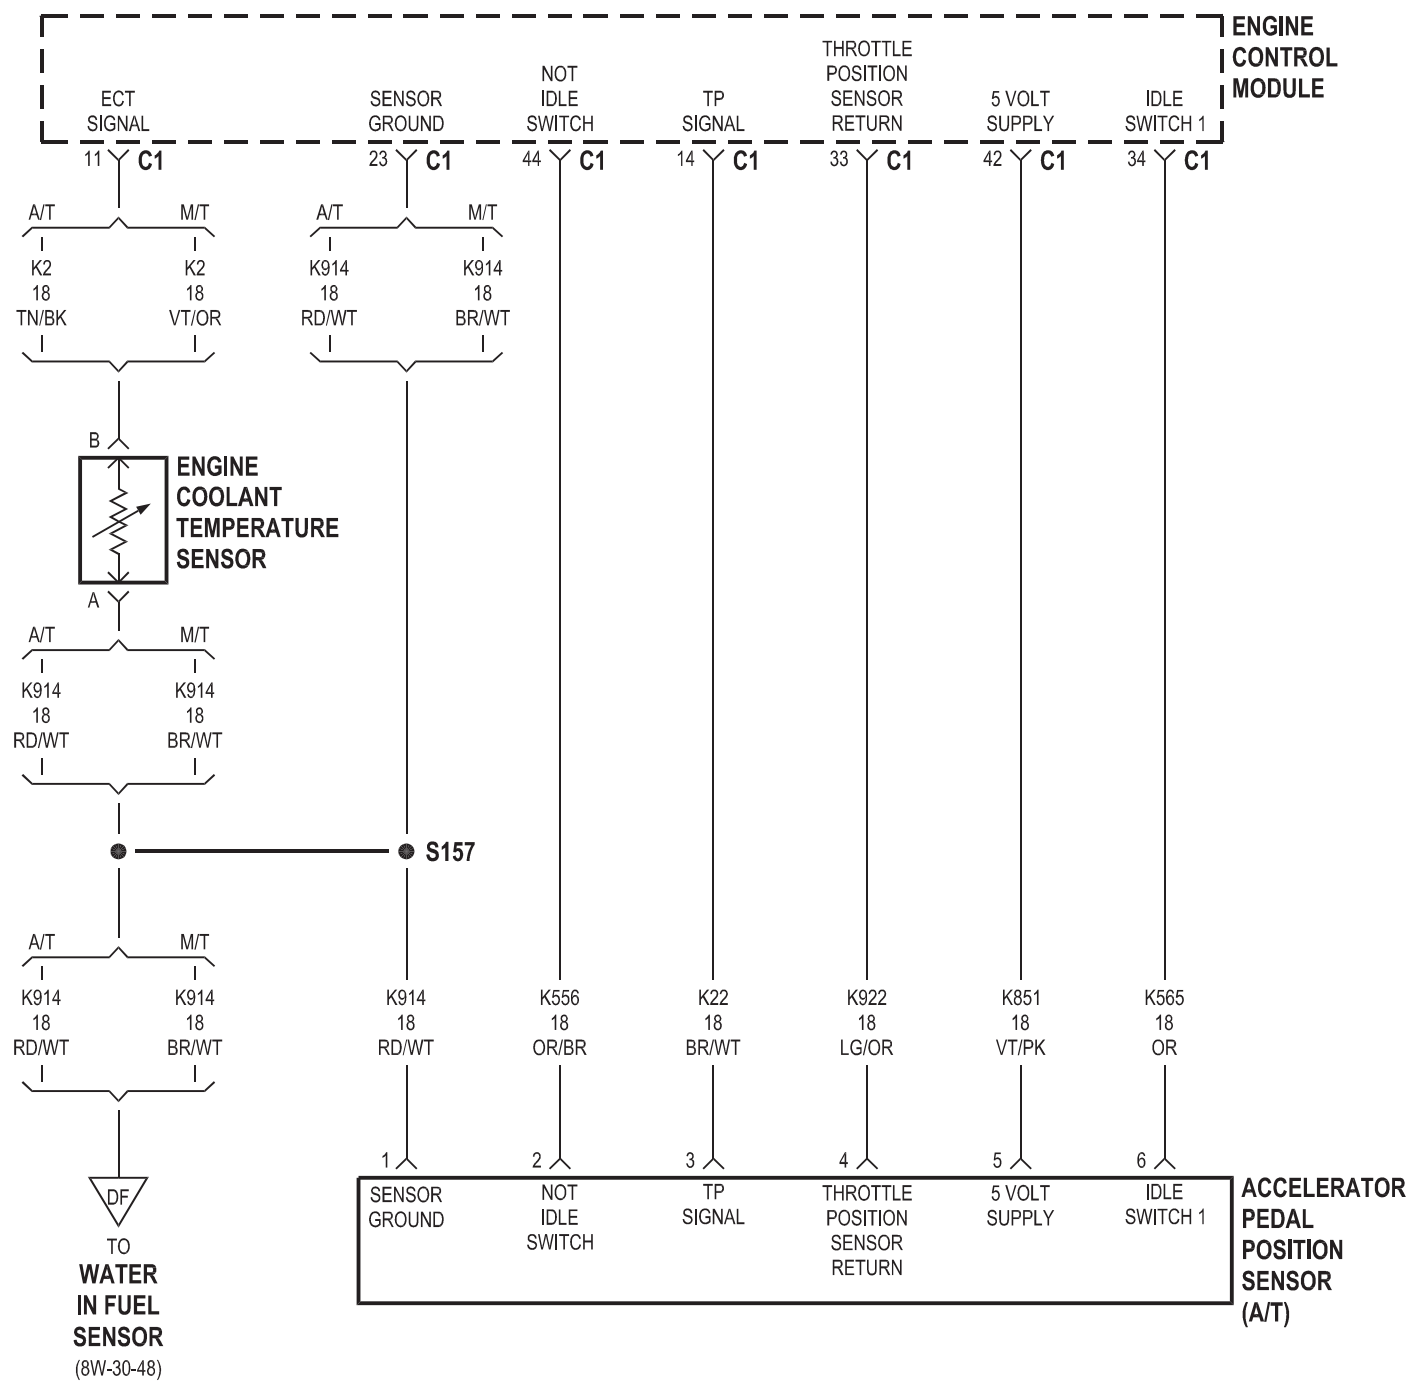 ENGINE
CONTROL
MODULE
ECT
SIGNAL
SENSOR
GROUND
NOT
IDLE
SWITCH
TP
SIGNAL
THROTTLE
POSITION
SENSOR
RETURN
5 VOLT
SUPPLY
IDLE
SWITCH 1
11 C1
23 C1
44 C1
14 C1
33 C1
42 C1
34 C1
A/T
M/T
A/T
M/T
K2
18
TN/BK
K2
18
VT/OR
K914
18
RD/WT
K914
18
BR/WT
B
ENGINE
COOLANT
TEMPERATURE
SENSOR
A
A/T
M/T
K914
18
RD/WT
K914
18
BR/WT
S157
A/T
M/T
K914
18
RD/WT
K914
18
BR/WT
K914
18
RD/WT
K556
18
OR/BR
K22
18
BR/WT
K922
18
LG/OR
K851
18
VT/PK
K565
18
OR
1
2
3
4
5
6
SENSOR
GROUND
NOT
IDLE
SWITCH
TP
SIGNAL
THROTTLE
POSITION
SENSOR
RETURN
5 VOLT
SUPPLY
IDLE
SWITCH 1
ACCELERATOR
PEDAL
POSITION
SENSOR
(A/T)
DF
TO
WATER
IN FUEL
SENSOR
(8W-30-48)